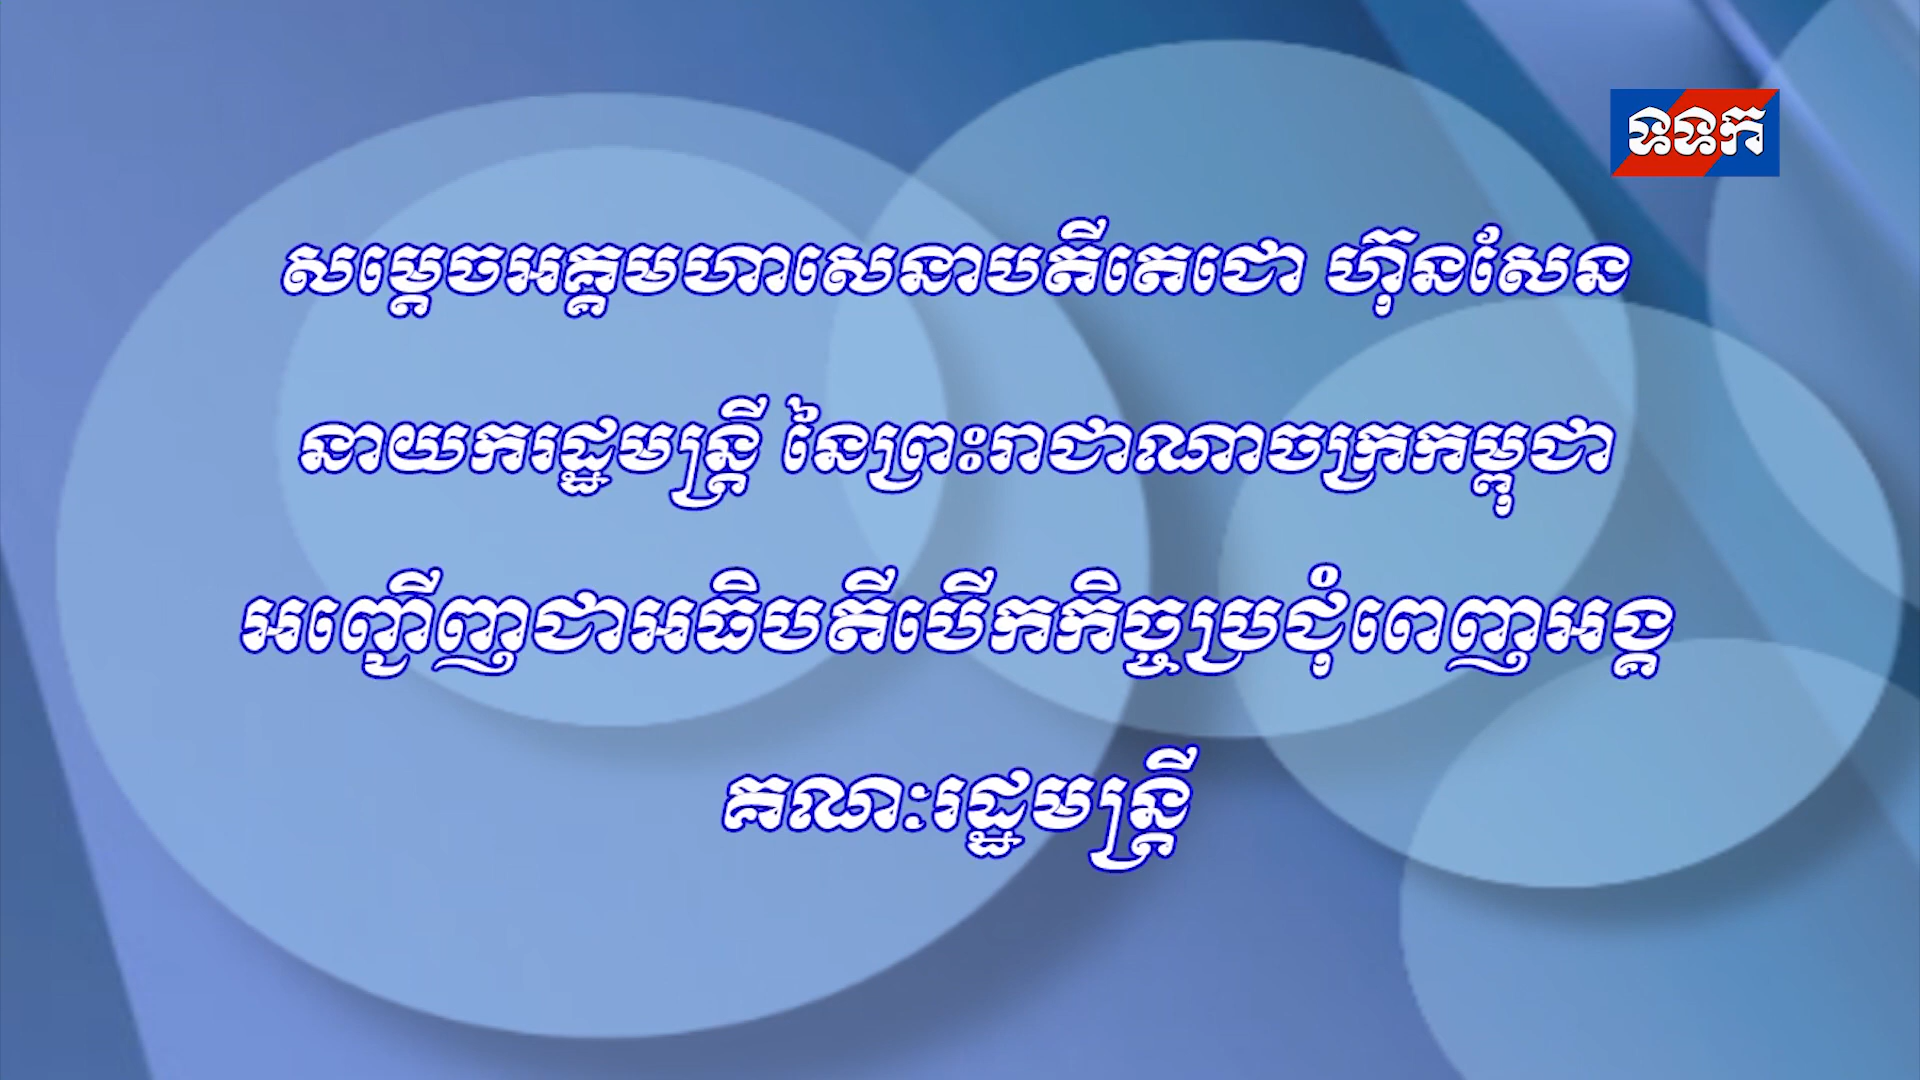 ទទក
សម្តេចអគ្គមហាសេនាបតីតេជោ ហ៊ុនសែន
នាយករដ្ឋមន្ត្រី នៃព្រះរាជាណាចក្រកម្ពុជា
អញ្ជើញជាអធិបតីបើកកិច្ចប្រជុំពេញអង្គ
គណៈរដ្ឋមន្ត្រី